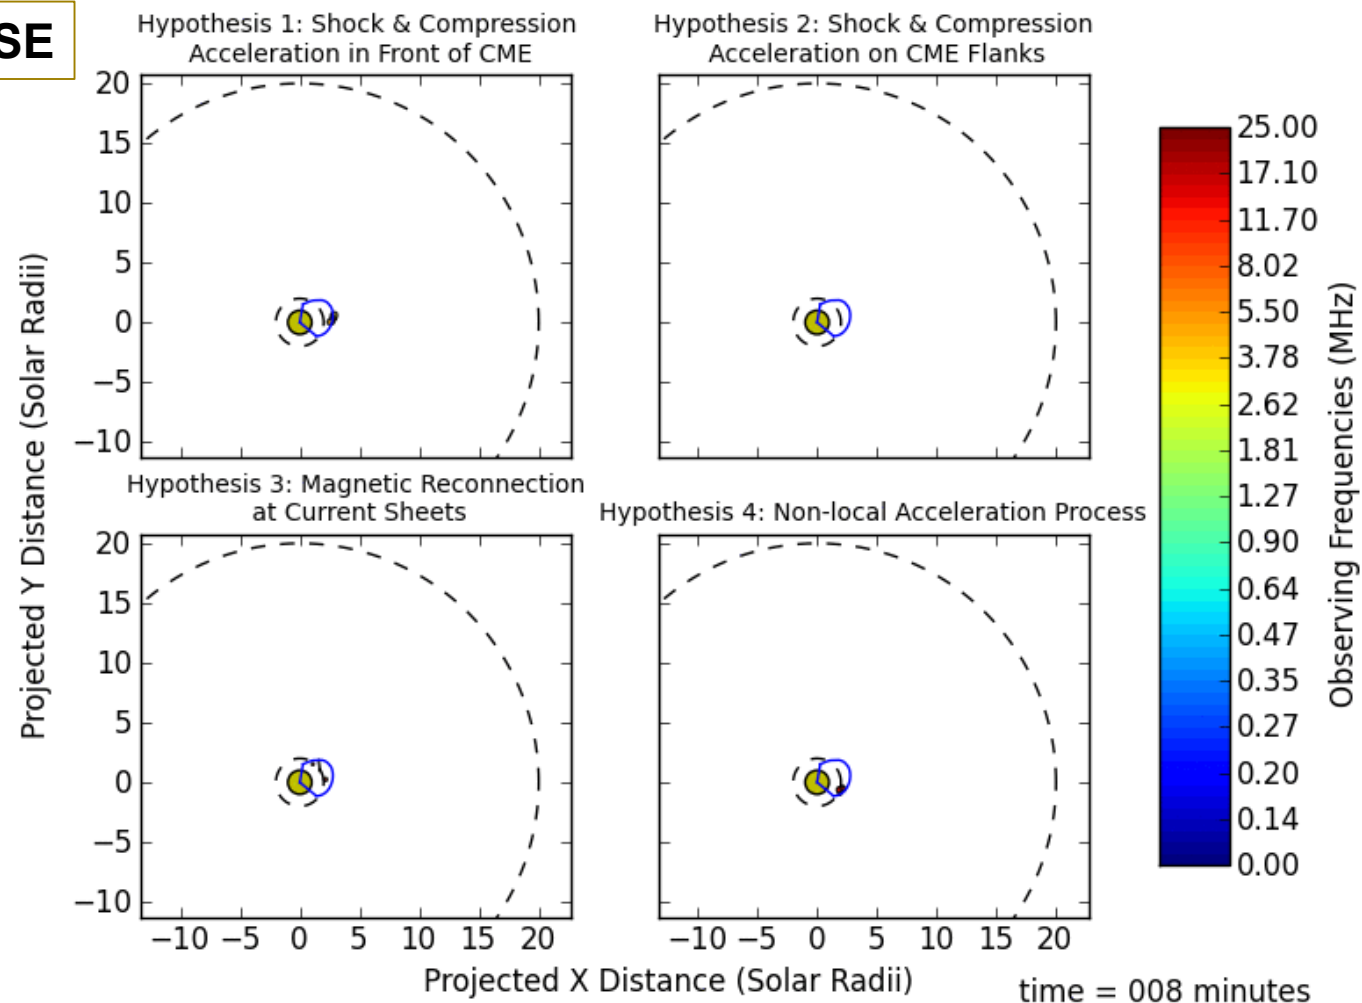 SE
Hypothesis 1: Shock & Compression
Acceleration in Front of CME
Hypothesis 2: Shock & Compression
Acceleration on CME Flanks
20
15
10
5
0
−5
−10
Hypothesis 3: Magnetic Reconnection
at Current Sheets
Hypothesis 4: Non-local Acceleration Process
20
15
10
5
0
−5
−10
−10 −5 0 5 10 15 20
−10 −5 0 5 10 15 20
Projected Y Distance (Solar Radii)
Projected X Distance (Solar Radii)
25.00
17.10
11.70
8.02
5.50
3.78
2.62
1.81
1.27
0.90
0.64
0.47
0.35
0.27
0.20
0.14
0.00
Observing Frequencies (MHz)
time = 008 minutes